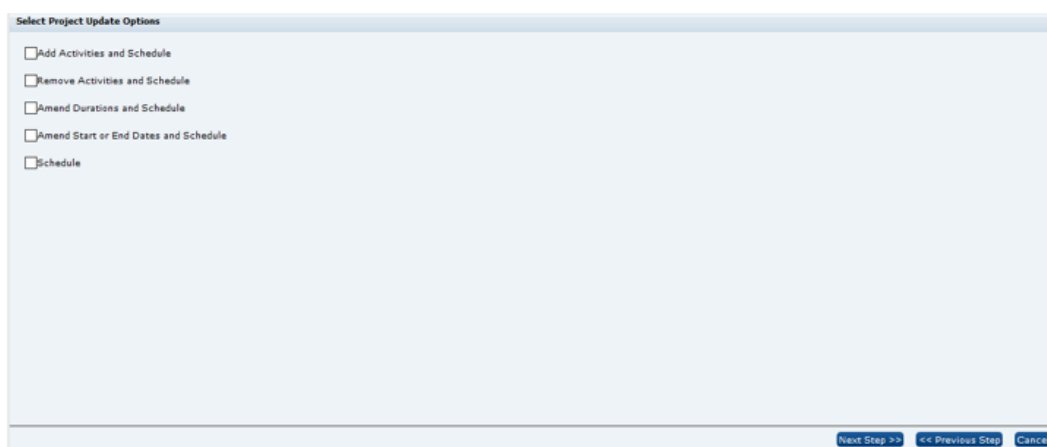 Select Project Update Options
Add Activities and Schedule
Remove Activities and Schedule
Amend Durations and Schedule
Amend Start or End Dates and Schedule
Schedule
Next Step >> << Previous Step Cance